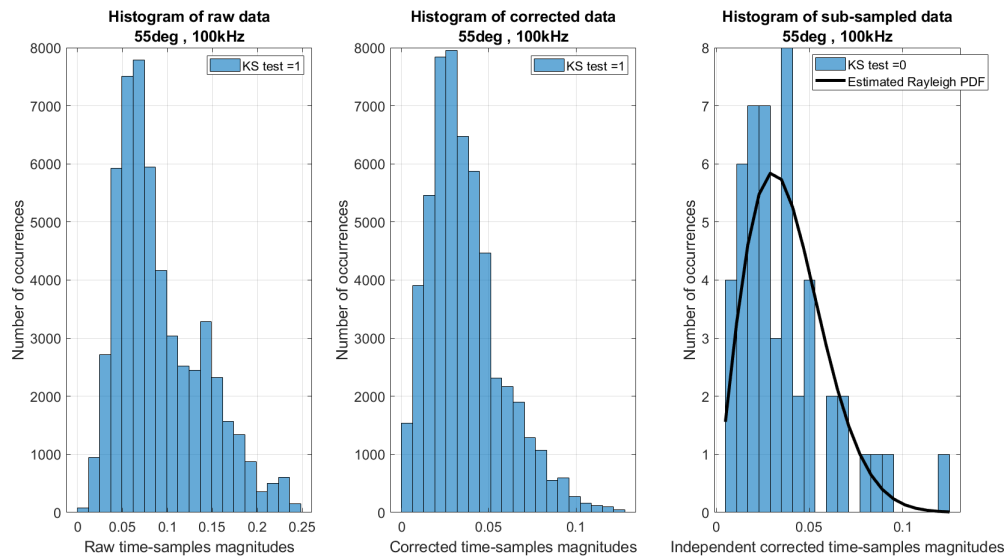 Histogram of raw data
55deg , 100kHz
KS test =1
Number of occurrences
8000
7000
6000
5000
4000
3000
2000
1000
0
0
0.05
0.1
0.15
0.2
0.25
Raw time-samples magnitudes
Histogram of corrected data
55deg , 100kHz
KS test =1
Number of occurrences
8000
7000
6000
5000
4000
3000
2000
1000
0
0
0.05
0.1
Corrected time-samples magnitudes
Histogram of sub-sampled data
55deg , 100kHz
KS test =0
Estimated Rayleigh PDF
Number of occurrences
8
7
6
5
4
3
2
1
0
0
0.05
0.1
Independent corrected time-samples magnitudes